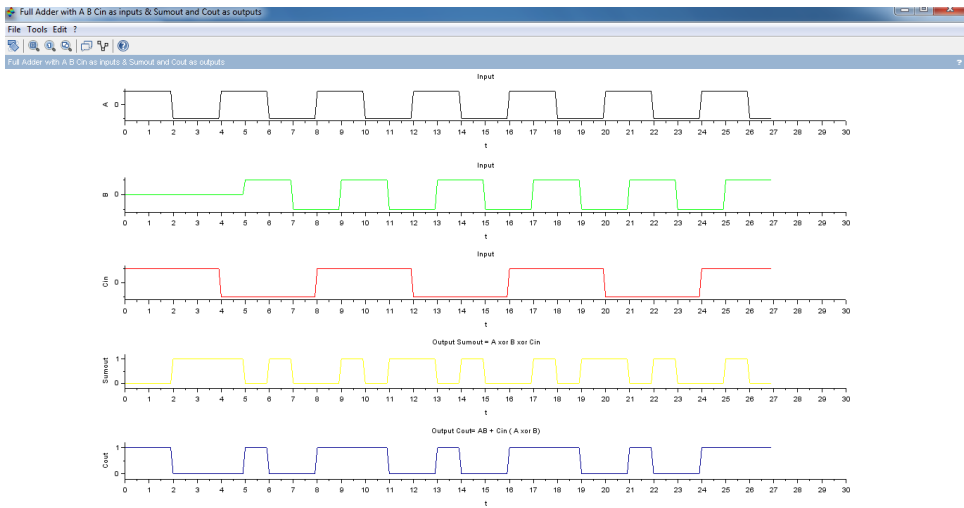 Full Adder with A B Cin as inputs & Sumout and Cout as outputs
File Tools Edit ?
Full Adder with A B Cin as inputs & Sumout and Cout as outputs ?
Input
A
0
0 1 2 3 4 5 6 7 8 9 10 11 12 13 14 15 16 17 18 19 20 21 22 23 24 25 26 27 28 29 30
t
Input
B
0
0 1 2 3 4 5 6 7 8 9 10 11 12 13 14 15 16 17 18 19 20 21 22 23 24 25 26 27 28 29 30
t
Input
Cin
0
0 1 2 3 4 5 6 7 8 9 10 11 12 13 14 15 16 17 18 19 20 21 22 23 24 25 26 27 28 29 30
t
Output Sumout = A xor B xor Cin
Sumout
1
0
0 1 2 3 4 5 6 7 8 9 10 11 12 13 14 15 16 17 18 19 20 21 22 23 24 25 26 27 28 29 30
t
Output Cout= AB + Cin ( A xor B)
Cout
1
0
0 1 2 3 4 5 6 7 8 9 10 11 12 13 14 15 16 17 18 19 20 21 22 23 24 25 26 27 28 29 30
t